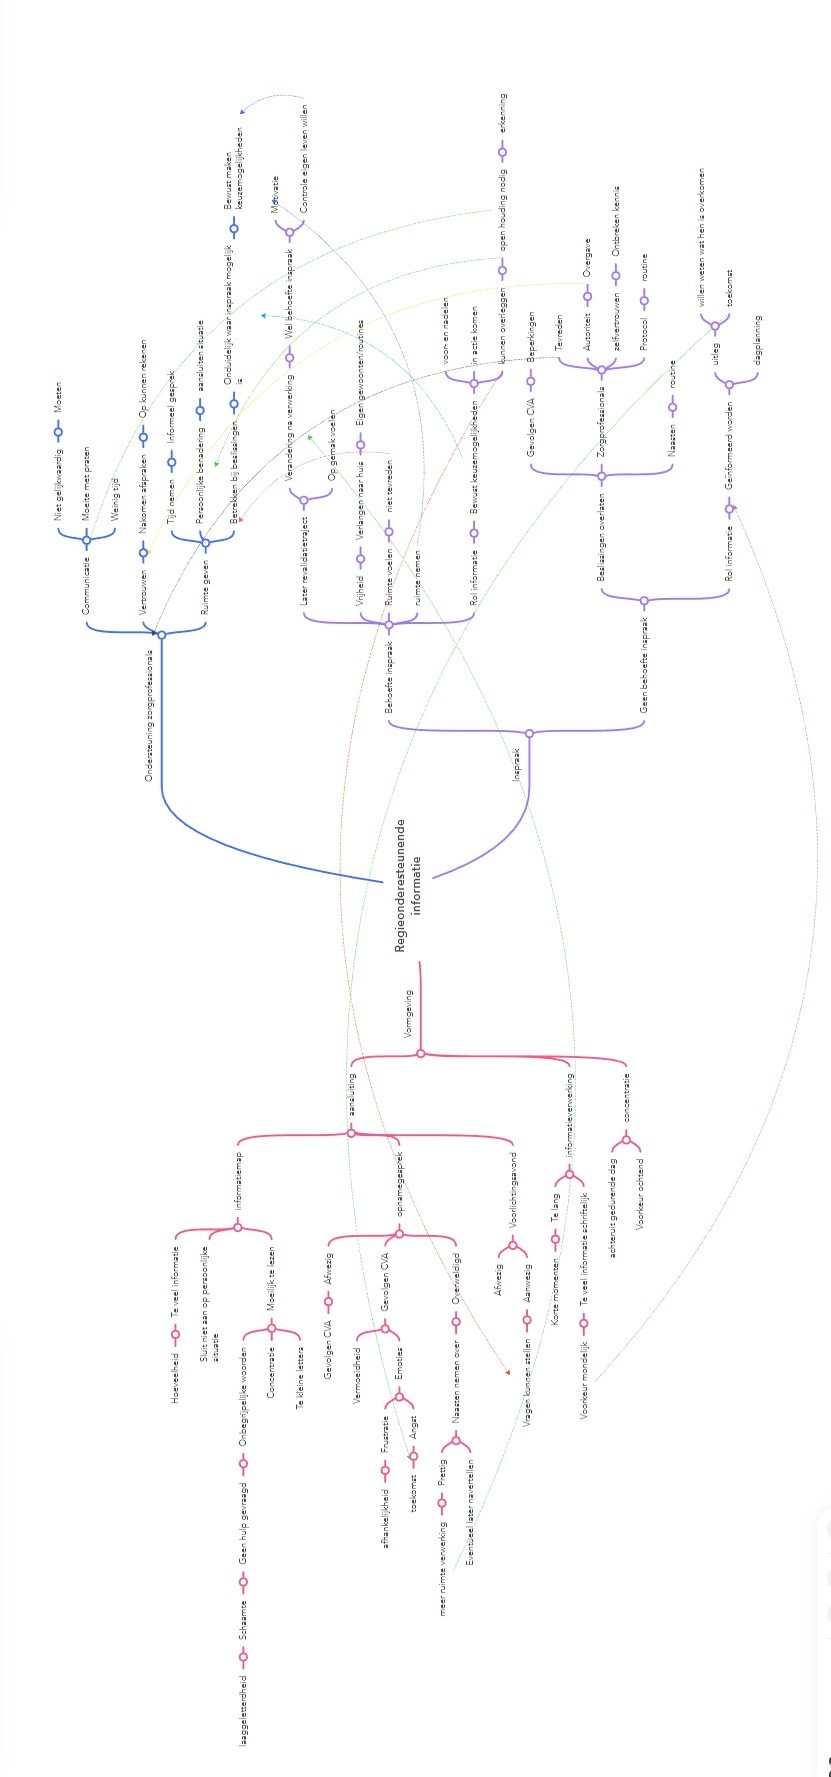 Regieonderesteunende
informatie
Ondersteuning zorgprofessionals
Communicatie
Niet gelijkwaardig
Moeten
Moeite met praten
Weinig tijd
Vertrouwen
Nakomen afspraken
Op kunnen rekenen
Ruimte geven
Tijd nemen
Informeel gesprek
Persoonlijke benadering
aansluiten situatie
Betrekken bij beslissingen
Onduidelijk waar inspraak mogelijk
is
Bewust maken
keuzemogelijkheden
Inspraak
Behoefte inspraak
Later revalidatietraject
Verandering na verwerking
Wel behoefte inspraak
Motivatie
Controle eigen leven willen
Op gemak voelen
Vrijheid
Verlangen naar huis
Eigen gewoonten/routines
Ruimte voelen
niet tevreden
ruimte nemen
Rol informatie
Bewust keuzemogelijkheden
voor- en nadelen
in actie komen
kunnen overleggen
open houding nodig
erkenning
Geen behoefte inspraak
Beslissingen overlaten
Gevolgen CVA
Beperkingen
Zorgprofessionals
Tevreden
Autoriteit
Overgave
zelfvertrouwen
Ontbreken kennis
Protocol
routine
Naasten
routine
Rol informatie
Geïnformeerd worden
uitleg
willen weten wat hen is overkomen
toekomst
dagplanning
Vormgeving
aansluiting
informatiemap
Te veel informatie
Hoeveelheid
Sluit niet aan op persoonlijke
situatie
Moeilijk te lezen
Onbegrijpelijke woorden
Geen hulp gevraagd
Schaamte
laaggeletterdheid
Concentratie
Te kleine letters
opnamegesprek
Afwezig
Gevolgen CVA
Gevolgen CVA
Vermoeidheid
Emoties
Frustratie
afhankelijkheid
Angst
toekomst
Overweldigd
Naasten nemen over
Prettig
meer ruimte verwerking
Eventueel later navertellen
Voorlichtingsavond
Afwezig
Aanwezig
Vragen kunnen stellen
informatieverwerking
Te lang
Korte momenten
Te veel informatie schriftelijk
Voorkeur mondelijk
concentratie
achteruit gedurende dag
Voorkeur ochtend